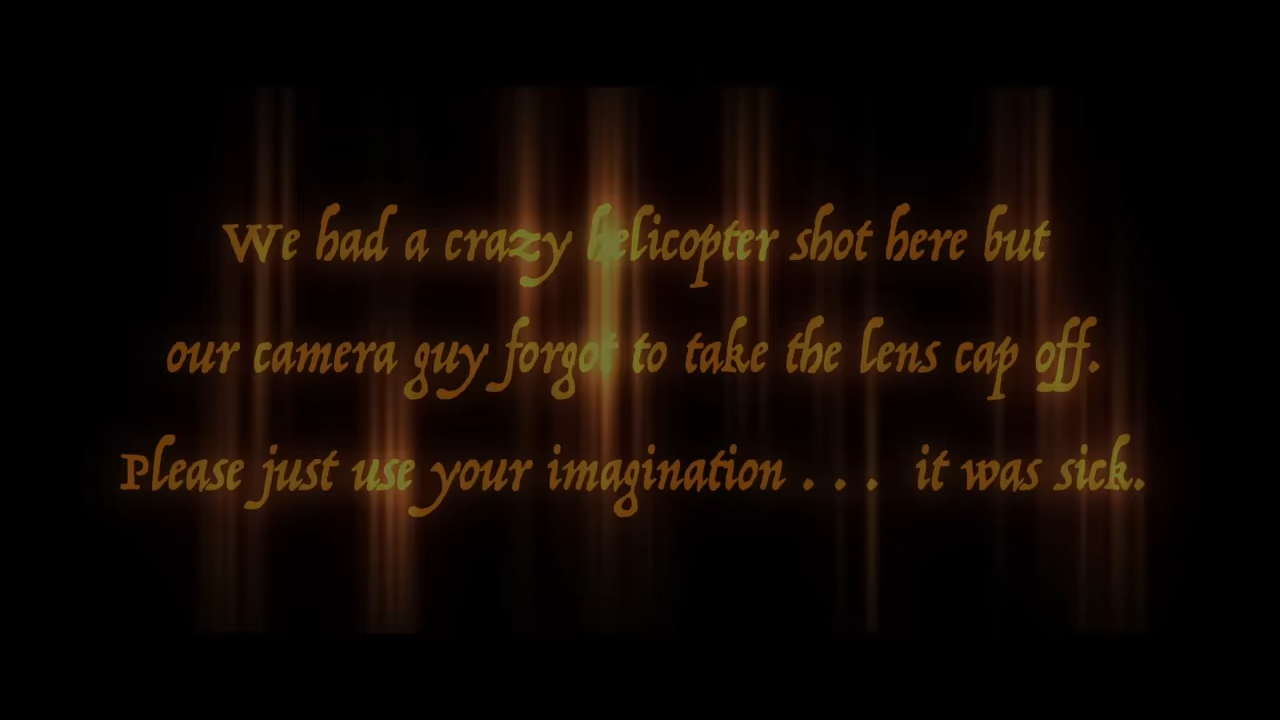 We had a crazy helicopter shot here but
our camera guy forgot to take the lens cap off.
Please just use your imagination . . . it was sick.